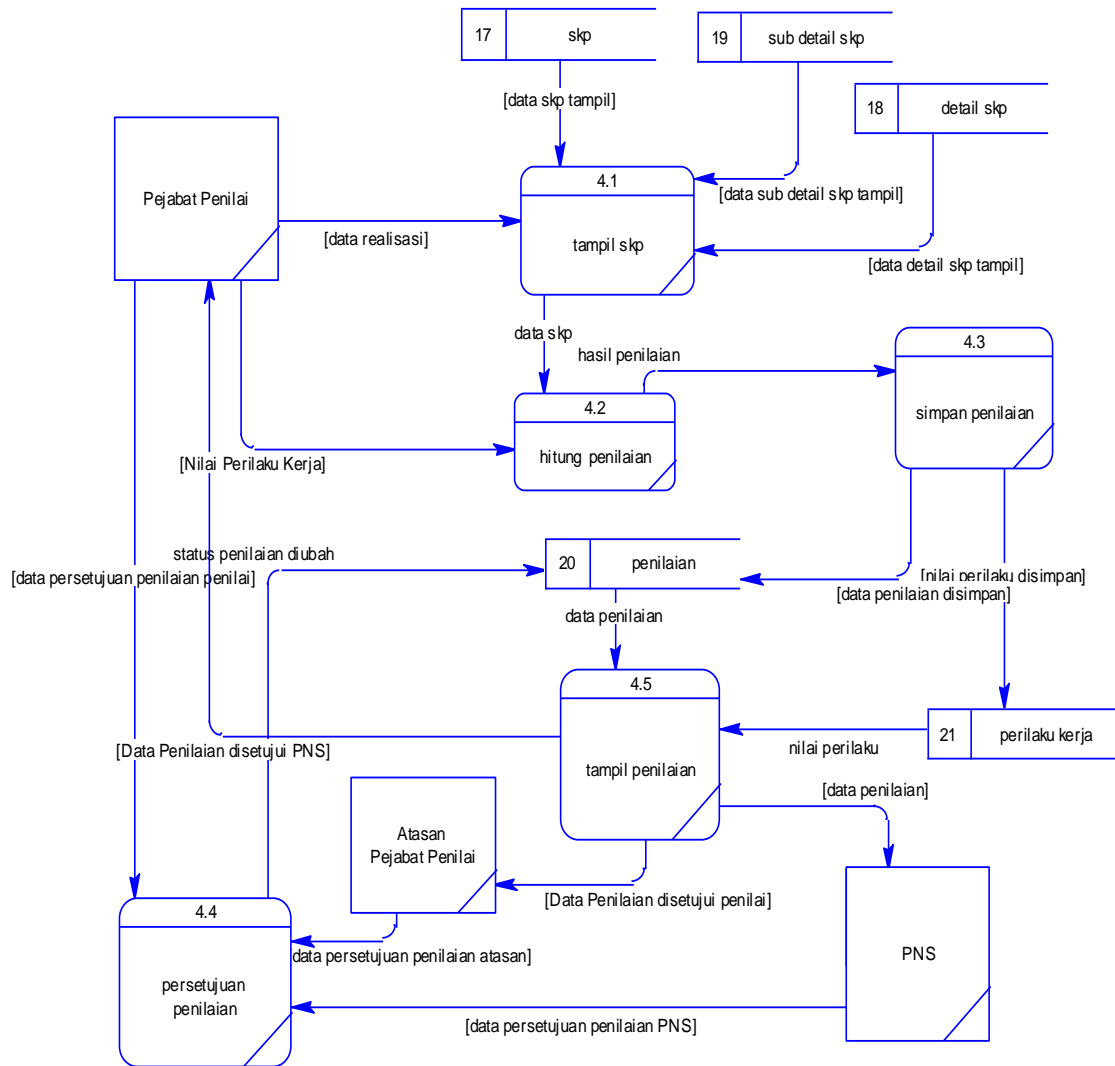 17 skp
19 sub detail skp
[data skp tampil]
18 detail skp
4.1
Pejabat Penilai
[data sub detail skp tampil]
[data realisasi]
tampil skp
[data detail skp tampil]
data skp
4.3
hasil penilaian
4.2
simpan penilaian
hitung penilaian
[Nilai Perilaku Kerja]
status penilaian diubah
20 penilaian
[data persetujuan penilaian penilai]
[nilai perilaku disimpan]
[data penilaian disimpan]
data penilaian
4.5
21 perilaku kerja
[Data Penilaian disetujui PNS]
nilai perilaku
tampil penilaian
[data penilaian]
Atasan
Pejabat Penilai
[Data Penilaian disetujui penilai]
4.4
data persetujuan penilaian atasan]
PNS
persetujuan
penilaian
[data persetujuan penilaian PNS]